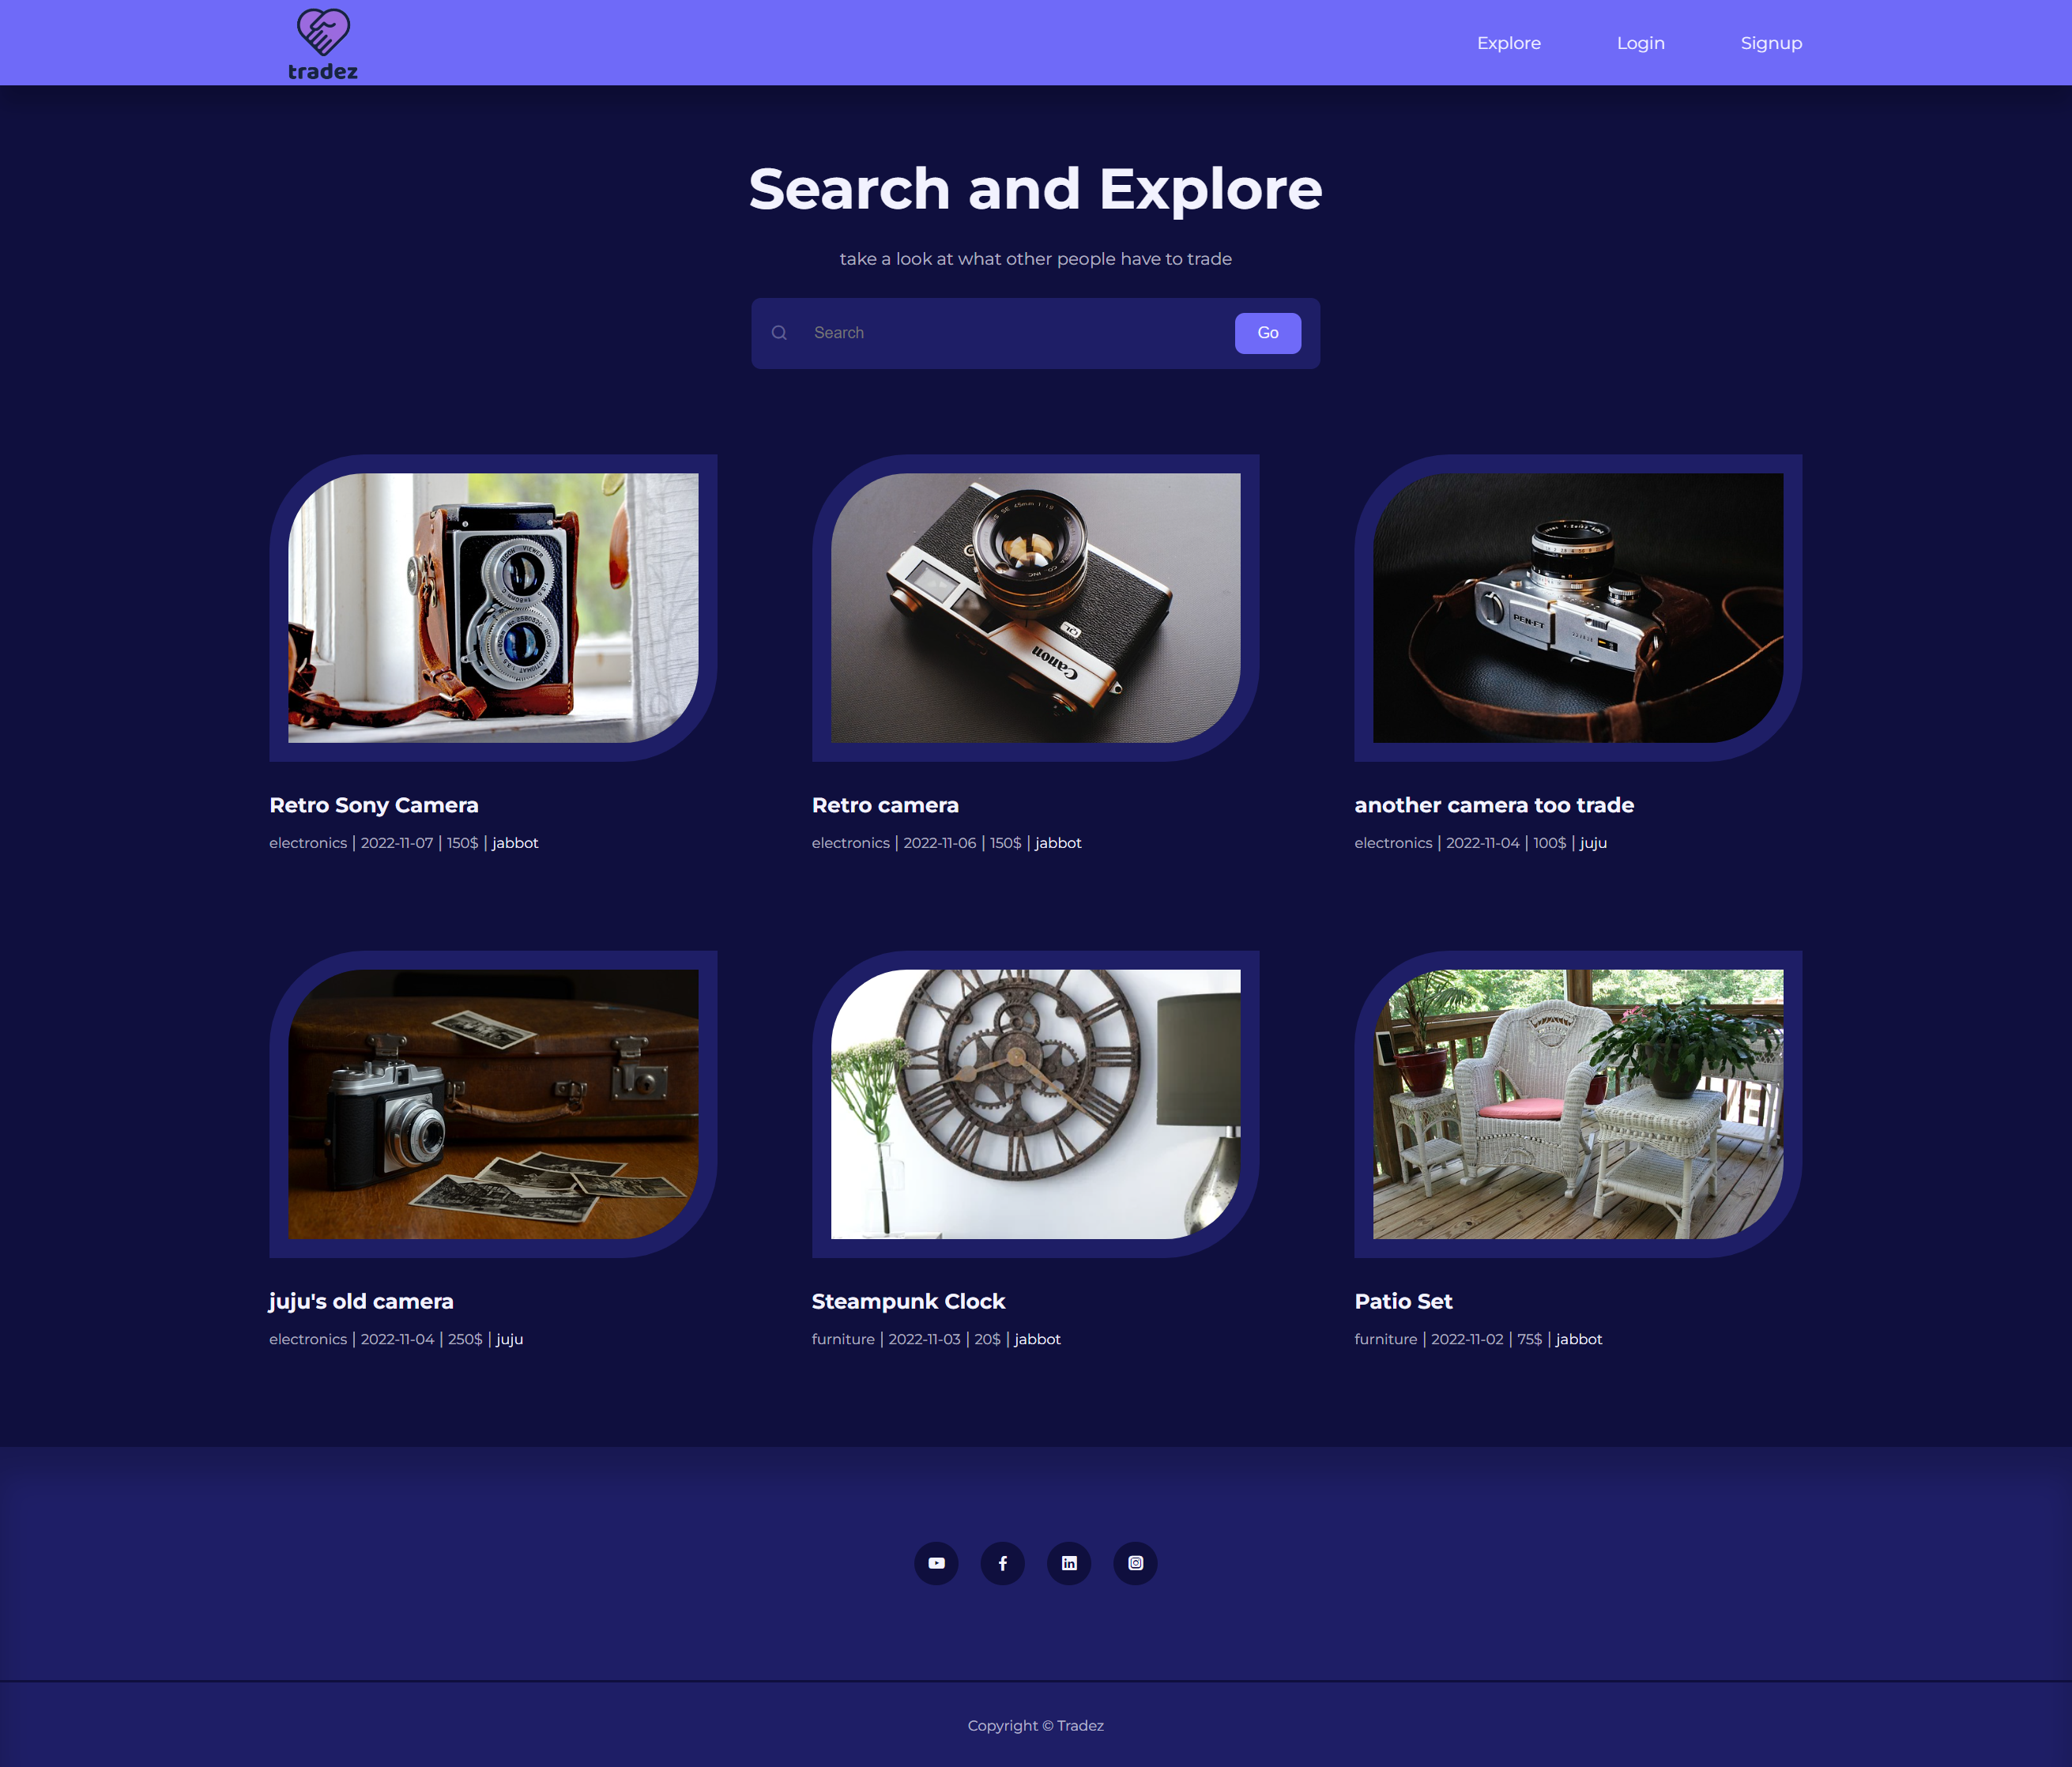 tradez
Explore
Login
Signup
Search and Explore
take a look at what other people have to trade
Search
Go
Canon
PEN-FT
Retro Sony Camera
electronics | 2022-11-07 | 150$ | jabbot
Retro camera
electronics | 2022-11-06 | 150$ | jabbot
another camera too trade
electronics | 2022-11-04 | 100$ | juju
juju's old camera
electronics | 2022-11-04 | 250$ | juju
Steampunk Clock
furniture | 2022-11-03 | 20$ | jabbot
Patio Set
furniture | 2022-11-02 | 75$ | jabbot
Copyright © Tradez